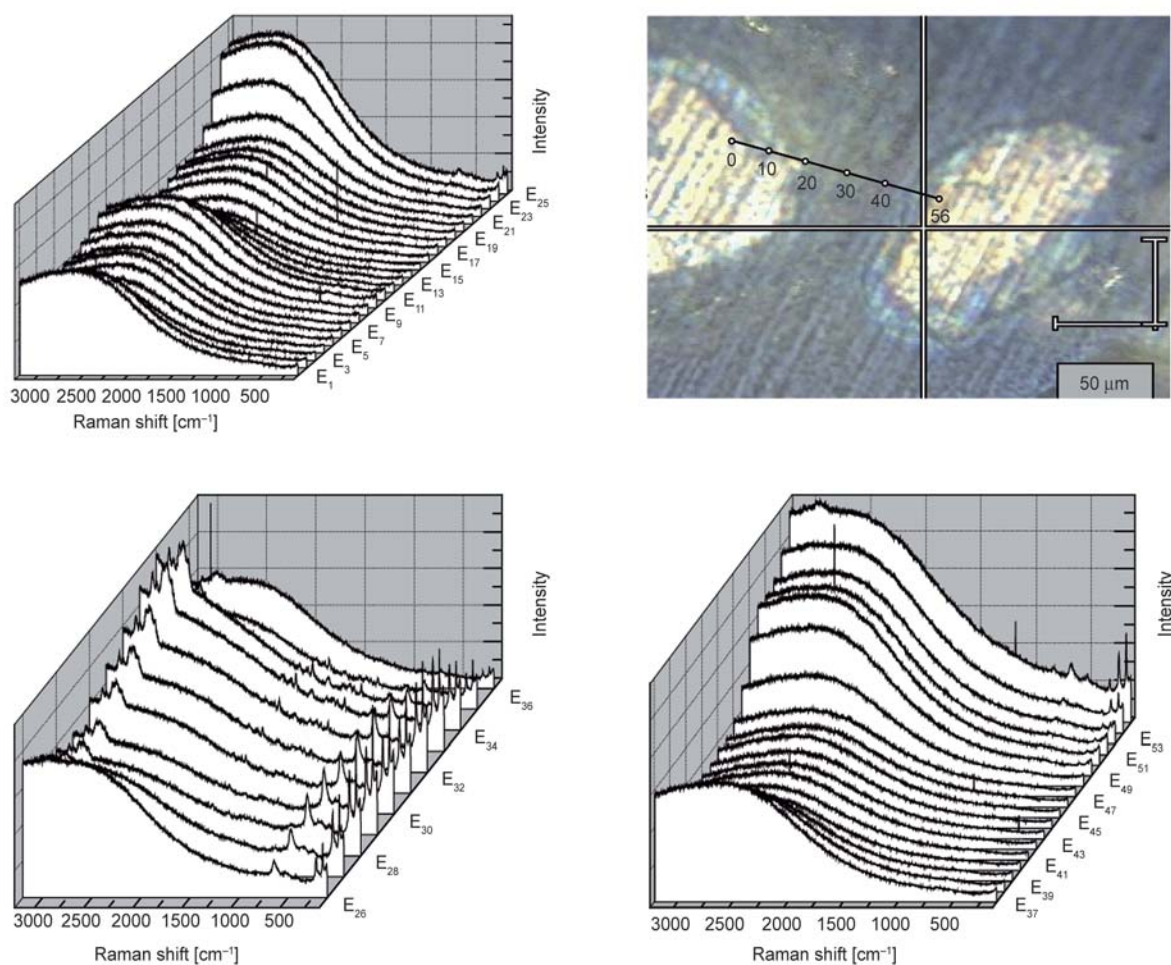 Intensity
E₂₅
E₂₃
E₂₁
E₁₉
E₁₇
E₁₅
E₁₃
E₁₁
E₉
E₇
E₅
E₃
E₁
3000 2500 2000 1500 1000 500
Raman shift [cm⁻¹]
0 10 20 30 40 56
50 μm
Intensity
E₃₆
E₃₄
E₃₂
E₃₀
E₂₈
E₂₆
3000 2500 2000 1500 1000 500
Raman shift [cm⁻¹]
Intensity
E₅₃
E₅₁
E₄₉
E₄₇
E₄₅
E₄₃
E₄₁
E₃₉
E₃₇
3000 2500 2000 1500 1000 500
Raman shift [cm⁻¹]